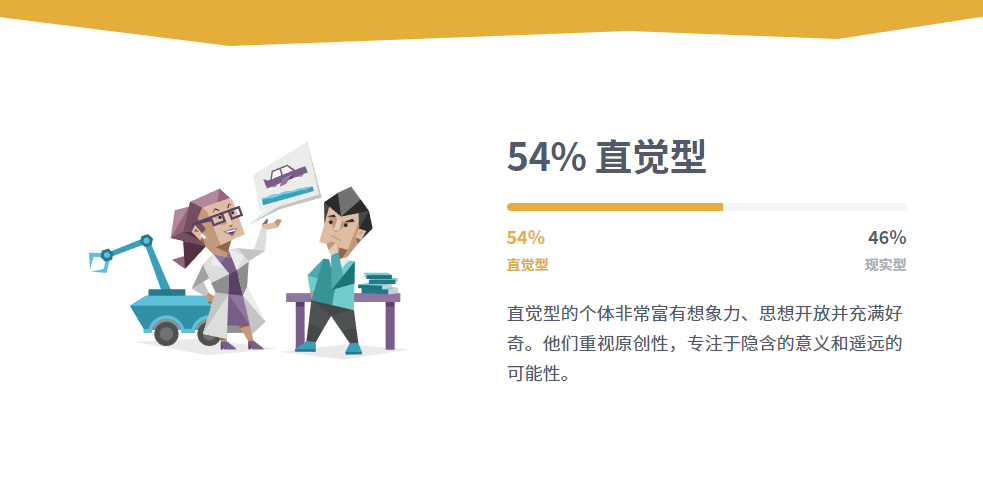 54% 直觉型
54% 46%
直觉型 现实型
直觉型的个体非常富有想象力、思想开放并充满好
奇。他们重视原创性，专注于隐含的意义和遥远的
可能性。